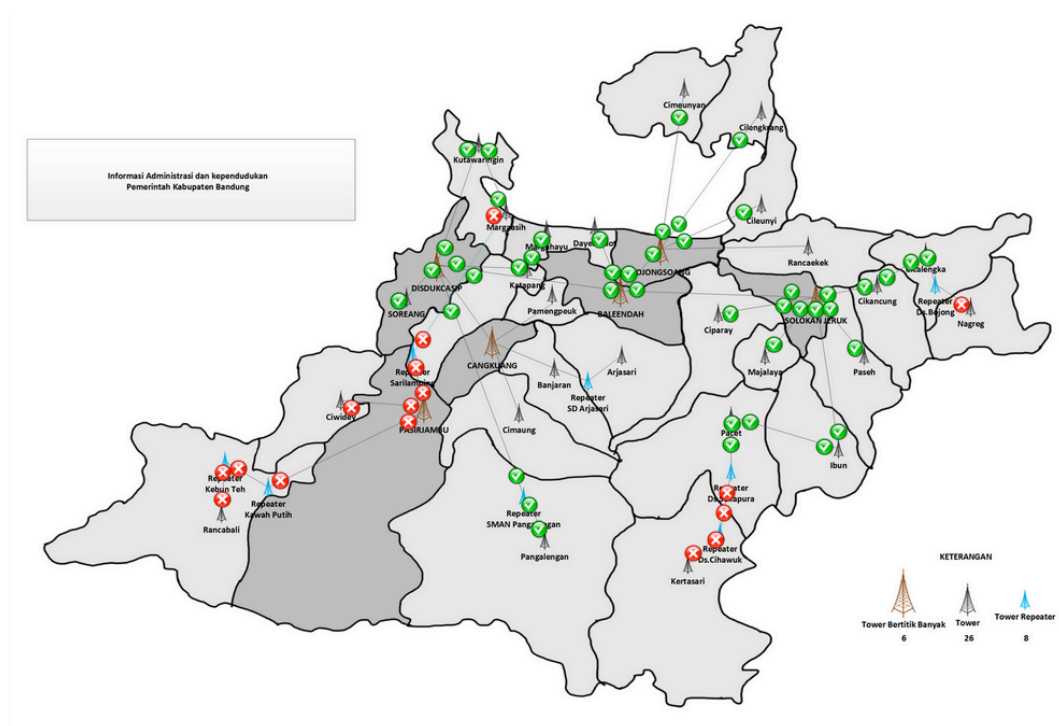 Informasi Administrasi dan kependudukan
Pemerintah Kabupaten Bandung
Cimeunyan
Cilengkrang
Kutawaringin
Cileunyi
Margaasih
Margahayu
Rancaekek
DISDUKCASIP
Katapang
Cicalengka
Cikancung
Repeater
Ds.Bojong
Nagreg
SOREANG
Pamengpeuk
BALEENDAH
SOLOKAN JERUK
Ciparay
Majalaya
Paseh
CANGKUANG
Repeater
Sarilamping
Banjaran
Arjasari
Repeater
SD Arjasari
Ciwidey
PASIRJAMBU
Cimaung
Pacet
Ibun
Repeater
Kebun Teh
Repeater
Kawah Putih
Rancabali
Repeater
Repeater
SMAN Pangalengan
Pangalengan
Repeater
Ds.Cihawuk
Kertasari
KETERANGAN
Tower Bertitik Banyak
6
Tower
26
Tower Repeater
8